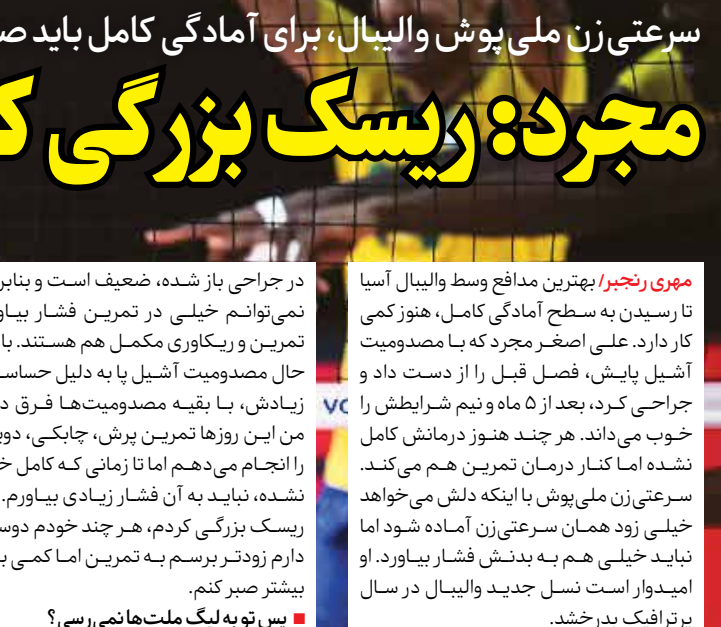 سرعتی‌زن ملی‌پوش والیبال، برای آمادگی کامل باید
مجرد: ریسک بزرگی
مهری رنجبر/ بهترین مدافع وسط والیبال آسیا
تا رسیدن به سطح آمادگی کامل، هنوز کمی
کار دارد. علی اصغر مجرد که با مصدومیت
آشیل پایش، فصل قبل را از دست داد و
جراحی کرد، بعد از ۵ ماه و نیم شرایطش را
خوب می‌داند. هر چند هنوز درمانش کامل
نشده اما کنار درمان تمرین هم می‌کند.
سرعتی‌زن ملی‌پوش با اینکه دلش می‌خواهد
خیلی زود همان سرعتی‌زن آماده شود اما
نباید خیلی هم به بدنش فشار بیاورد. او
امیدوار است نسل جدید والیبال در سال
پرترافیک بدرخشد.
در جراحی باز شده، ضعیف است و
نمی‌توانم خیلی در تمرین فشار
تمرین و ریکاوری مکمل هم هستند. با
حال مصدومیت آشیل پا به دلیل
زیادش، با بقیه مصدومیت‌ها فرق
من این روزها تمرین پرش، چابکی،
را انجام می‌دهم اما تا زمانی که کامل
نشده، نباید به آن فشار زیادی بیاورم.
ریسک بزرگی کردم، هر چند خودم
دارم زودتر برسم به تمرین اما کمی
بیشتر صبر کنم.
■ پس تو به لیگ ملت‌ها نمی‌رسی؟